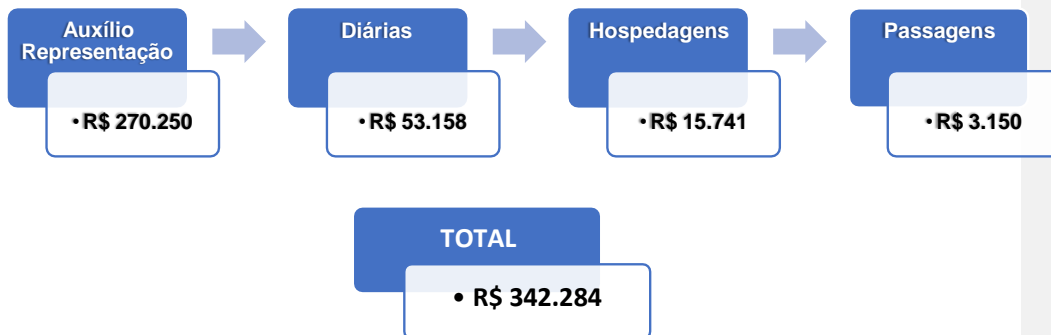 Auxílio
Representação
• R$ 270.250
Diárias
• R$ 53.158
Hospedagens
• R$ 15.741
Passagens
• R$ 3.150
TOTAL
• R$ 342.284